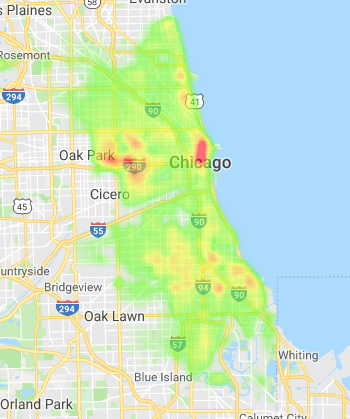 Evanston
58
s Plaines
Rosemont
294
41
90
Oak Park
290
Chicago
Cicero
45
55
90
untryside
Bridgeview
94
90
294
Oak Lawn
57
Whiting
Blue Island
Orland Park
Calumet City